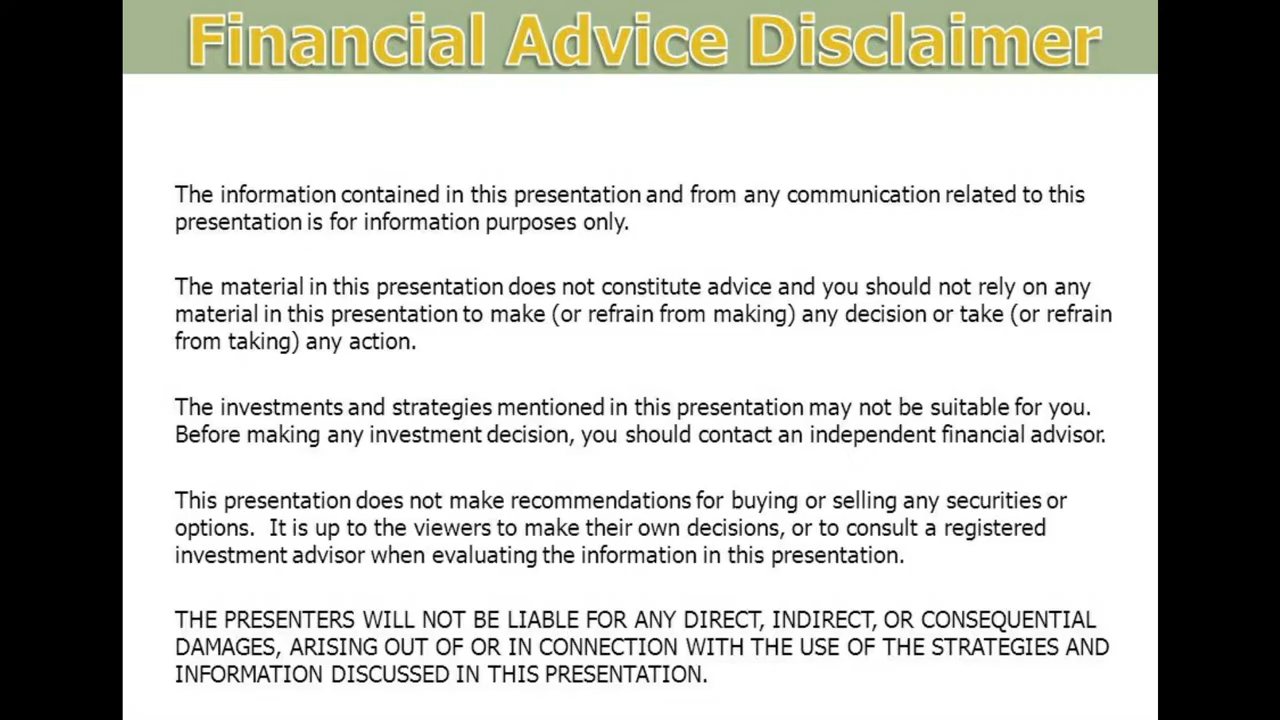 Financial Advice Disclaimer
The information contained in this presentation and from any communication related to this
presentation is for information purposes only.
The material in this presentation does not constitute advice and you should not rely on any
material in this presentation to make (or refrain from making) any decision or take (or refrain
from taking) any action.
The investments and strategies mentioned in this presentation may not be suitable for you.
Before making any investment decision, you should contact an independent financial advisor.
This presentation does not make recommendations for buying or selling any securities or
options.  It is up to the viewers to make their own decisions, or to consult a registered
investment advisor when evaluating the information in this presentation.
THE PRESENTERS WILL NOT BE LIABLE FOR ANY DIRECT, INDIRECT, OR CONSEQUENTIAL
DAMAGES, ARISING OUT OF OR IN CONNECTION WITH THE USE OF THE STRATEGIES AND
INFORMATION DISCUSSED IN THIS PRESENTATION.